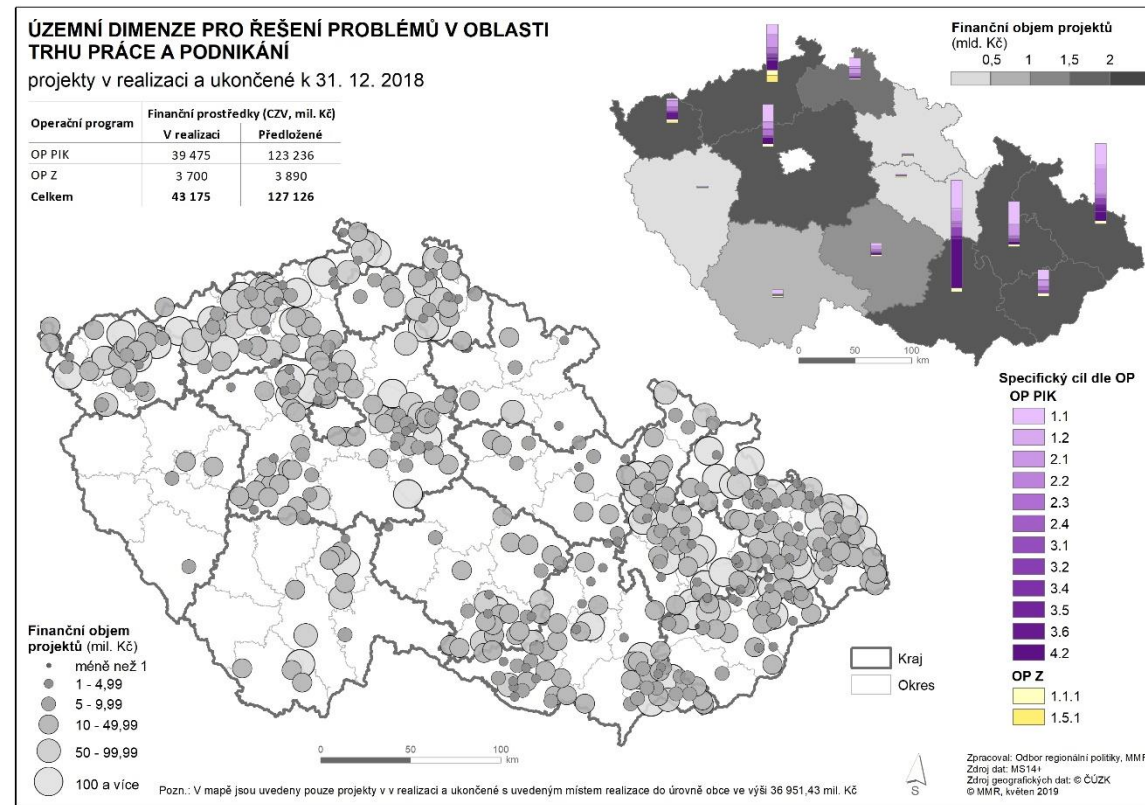 ÚZEMNÍ DIMENZE PRO ŘEŠENÍ PROBLÉMŮ V OBLASTI
TRHU PRÁCE A PODNIKÁNÍ
projekty v realizaci a ukončené k 31. 12. 2018
Operační program
Finanční prostředky (CZV, mil. Kč)
V realizaci Předložené
OP PIK 39 475 123 236
OP Z 3 700 3 890
Celkem 43 175 127 126
Finanční objem projektů
(mld. Kč)
0,5 1 1,5 2
0 50 100
km
Specifický cíl dle OP
OP PIK
1.1
1.2
2.1
2.2
2.3
2.4
3.1
3.2
3.4
3.5
3.6
4.2
OP Z
1.1.1
1.5.1
Finanční objem
projektů (mil. Kč)
méně než 1
1 - 4,99
5 - 9,99
10 - 49,99
50 - 99,99
100 a více
Kraj
Okres
0 50 100
km
S
Pozn.: V mapě jsou uvedeny pouze projekty v v realizaci a ukončené s uvedeným místem realizace do úrovně obce ve výši 36 951,43 mil. Kč
Zpracoval: Odbor regionální politiky, MMR
Zdroj dat: MS14+
Zdroj geografických dat: © ČÚZK
© MMR, květen 2019